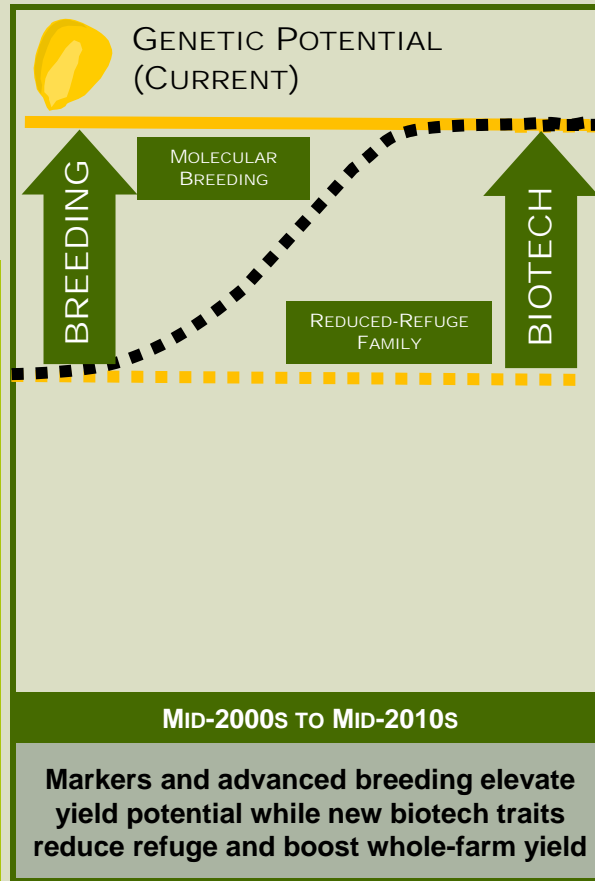 GENETIC POTENTIAL
(CURRENT)
MOLECULAR
BREEDING
BREEDING
BIOTECH
REDUCED-REFUGE
FAMILY
MID-2000S TO MID-2010S
Markers and advanced breeding elevate
yield potential while new biotech traits
reduce refuge and boost whole-farm yield